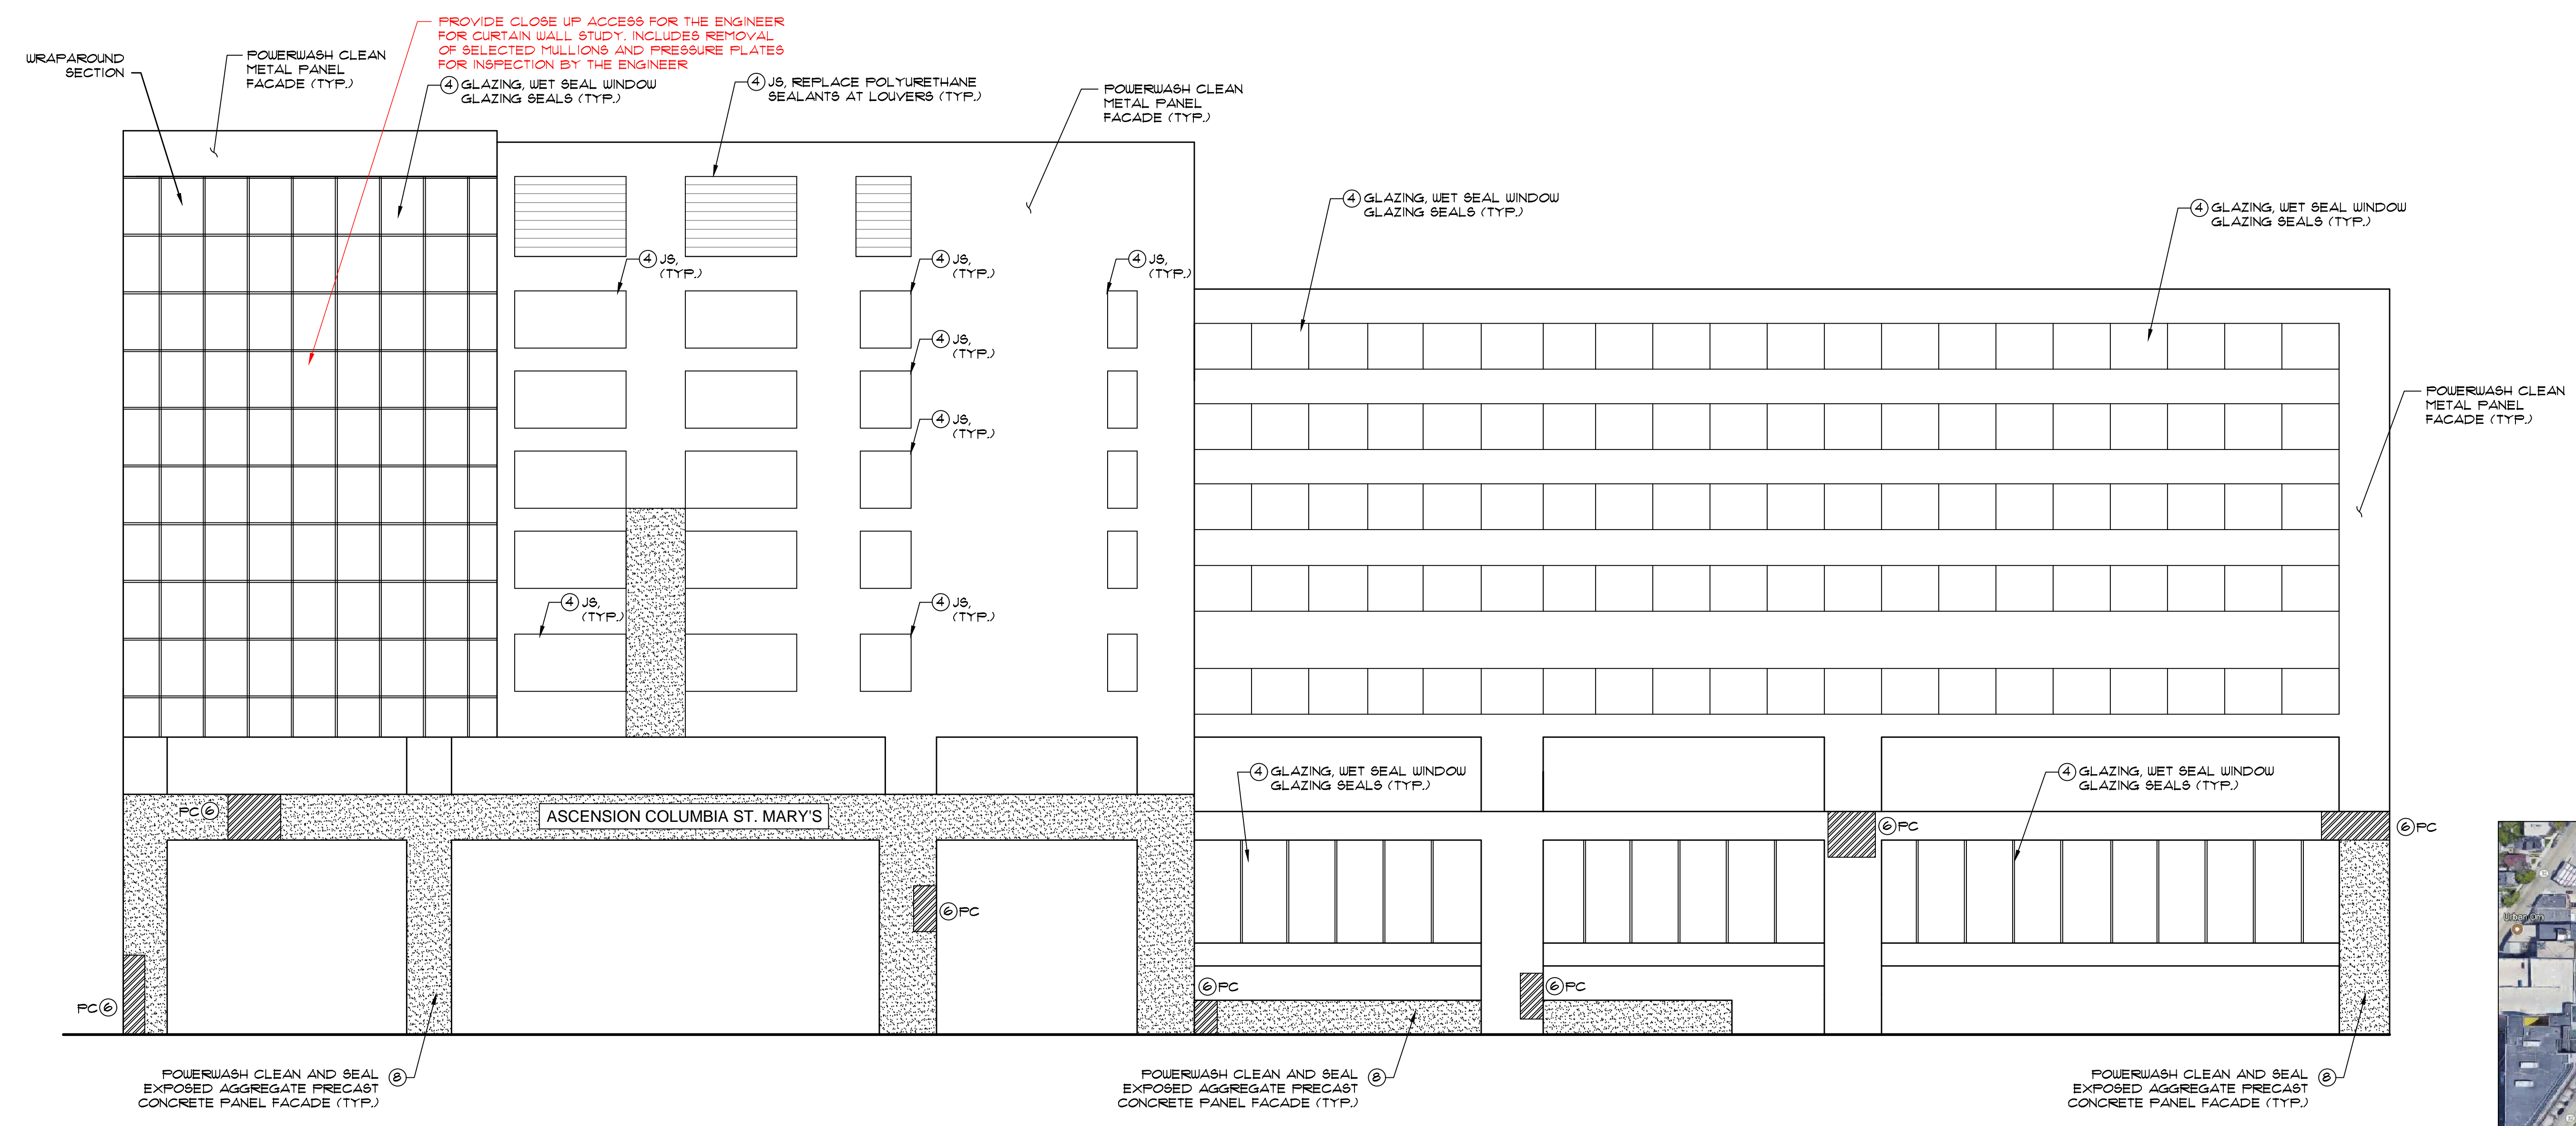 PROVIDE CLOSE UP ACCESS FOR THE ENGINEER
FOR CURTAIN WALL STUDY. INCLUDES REMOVAL
OF SELECTED MULLIONS AND PRESSURE PLATES
FOR INSPECTION BY THE ENGINEER
WRAPAROUND
SECTION
POWERWASH CLEAN
METAL PANEL
FACADE (TYP.)
4 GLAZING, WET SEAL WINDOW
GLAZING SEALS (TYP.)
4 JS, REPLACE POLYURETHANE
SEALANTS AT LOUVERS (TYP.)
POWERWASH CLEAN
METAL PANEL
FACADE (TYP.)
4 GLAZING, WET SEAL WINDOW
GLAZING SEALS (TYP.)
4 GLAZING, WET SEAL WINDOW
GLAZING SEALS (TYP.)
4 JS,
(TYP.)
4 JS,
(TYP.)
4 JS,
(TYP.)
4 JS,
(TYP.)
POWERWASH CLEAN
METAL PANEL
FACADE (TYP.)
4 JS,
(TYP.)
4 JS,
(TYP.)
4 JS,
(TYP.)
4 GLAZING, WET SEAL WINDOW
GLAZING SEALS (TYP.)
4 GLAZING, WET SEAL WINDOW
GLAZING SEALS (TYP.)
PC 6
ASCENSION COLUMBIA ST. MARY'S
6 PC
6 PC
6 PC
Urban Om
6 PC
6 PC
PC 6
POWERWASH CLEAN AND SEAL 8
EXPOSED AGGREGATE PRECAST
CONCRETE PANEL FACADE (TYP.)
POWERWASH CLEAN AND SEAL 8
EXPOSED AGGREGATE PRECAST
CONCRETE PANEL FACADE (TYP.)
POWERWASH CLEAN AND SEAL 8
EXPOSED AGGREGATE PRECAST
CONCRETE PANEL FACADE (TYP.)